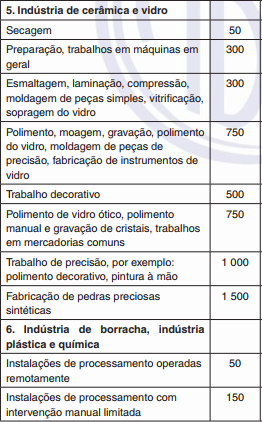 5. Indústria de cerâmica e vidro
Secagem 50
Preparação, trabalhos em máquinas em 300
geral
Esmaltagem, laminação, compressão, 300
moldagem de peças simples, vitrificação,
sopragem do vidro
Polimento, moagem, gravação, polimento 750
do vidro, moldagem de peças de
precisão, fabricação de instrumentos de
vidro
Trabalho decorativo 500
Polimento de vidro ótico, polimento 750
manual e gravação de cristais, trabalhos
em mercadorias comuns
Trabalho de precisão, por exemplo: 1 000
polimento decorativo, pintura à mão
Fabricação de pedras preciosas 1 500
sintéticas
6. Indústria de borracha, indústria
plástica e química
Instalações de processamento operadas 50
remotamente
Instalações de processamento com 150
intervenção manual limitada